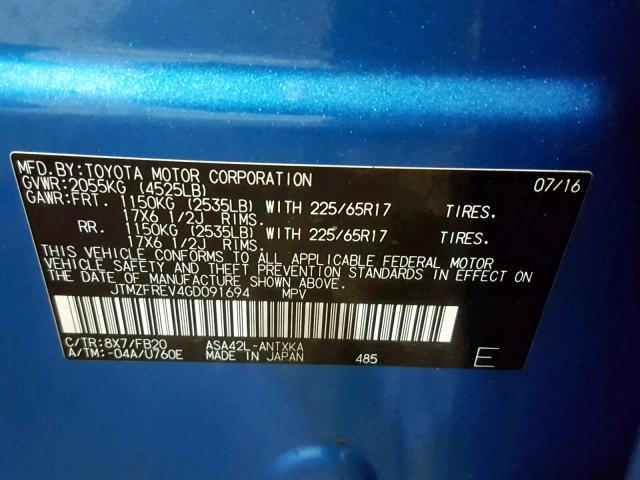 MFD.BY:TOYOTA MOTOR CORPORATION 07/16
GVWR:2055KG (4525LB)
GAWR:FRT. 1150KG (2535LB) WITH 225/65R17 TIRES.
17X6 1/2J RIMS.
RR. 1150KG (2535LB) WITH 225/65R17 TIRES.
17X6 1/2J RIMS.
THIS VEHICLE CONFORMS TO ALL APPLICABLE FEDERAL MOTOR
VEHICLE SAFETY AND THEFT PREVENTION STANDARDS IN EFFECT
ON THE DATE OF MANUFACTURE SHOWN ABOVE.
JTMZFREV4GD091694 MPV
C/TR:8X7/FB20 ASA42L-ANTXKA
A/TM:-04A/U760E MADE IN JAPAN 485 E